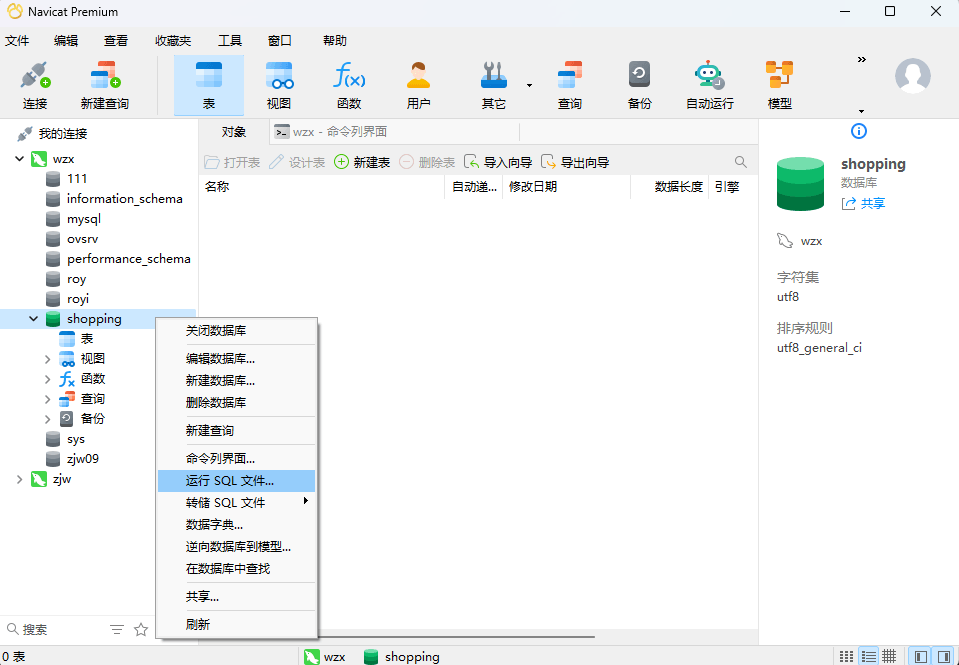 Navicat Premium
文件 编辑 查看 收藏夹 工具 窗口 帮助
连接 新建查询 表 视图 函数 用户 其它 查询 备份 自动运行 模型
我的连接
wzx
111
information_schema
mysql
ovsrv
performance_schema
roy
royi
shopping
表
视图
函数
查询
备份
sys
zjw09
zjw
搜索
对象 wzx - 命令列界面
打开表 设计表 新建表 删除表 导入向导 导出向导
名称 自动递... 修改日期 数据长度 引擎
关闭数据库
编辑数据库...
新建数据库...
删除数据库
新建查询
命令列界面...
运行 SQL 文件...
转储 SQL 文件
数据字典...
逆向数据库到模型...
在数据库中查找
共享...
刷新
shopping
数据库
共享
wzx
字符集
utf8
排序规则
utf8_general_ci
0 表 wzx shopping